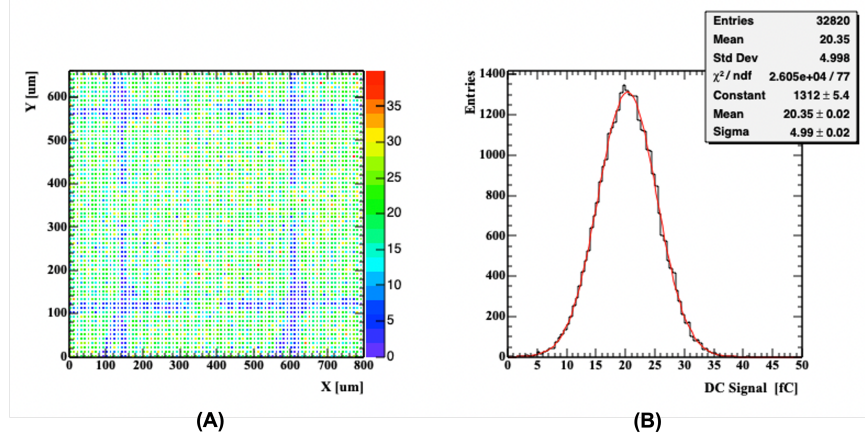 Y [um]
600
500
400
300
200
100
0
0 100 200 300 400 500 600 700 800
X [um]
35
30
25
20
15
10
5
0
(A)
Entries 32820
Mean 20.35
Std Dev 4.998
χ² / ndf 2.605e+04 / 77
Constant 1312 ± 5.4
Mean 20.35 ± 0.02
Sigma 4.99 ± 0.02
Entries
1400
1200
1000
800
600
400
200
0
0 5 10 15 20 25 30 35 40 45 50
DC Signal [fC]
(B)